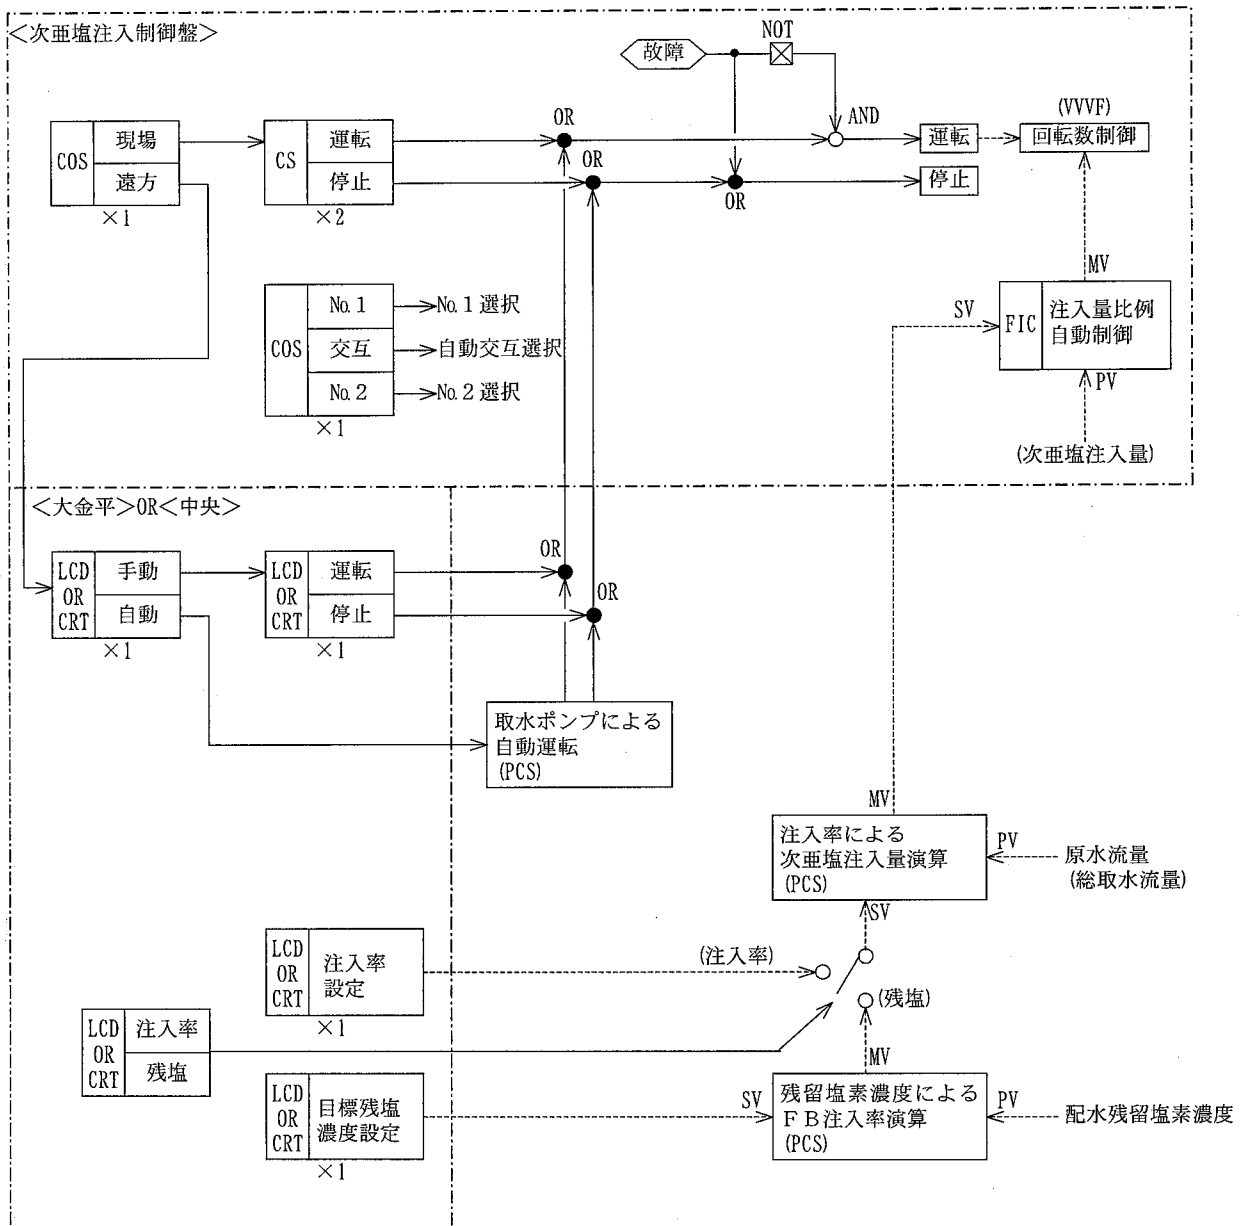 ＜次亜塩注入制御盤＞
故障
NOT
COS
現場
遠方
×1
CS
運転
停止
×2
OR
OR
OR
AND
運転
停止
(VVVF)
回転数制御
MV
COS
No.1
交互
No.2
×1
No.1選択
自動交互選択
No.2選択
SV
FIC
注入量比例
自動制御
PV
(次亜塩注入量)
＜大金平＞OR＜中央＞
LCD
OR
CRT
手動
自動
×1
LCD
OR
CRT
運転
停止
×1
OR
OR
取水ポンプによる
自動運転
(PCS)
MV
注入率による
次亜塩注入量演算
(PCS)
PV
原水流量
(総取水流量)
SV
LCD
OR
CRT
注入率
設定
×1
(注入率)
(残塩)
LCD
OR
CRT
注入率
残塩
MV
LCD
OR
CRT
目標残塩
濃度設定
×1
SV
残留塩素濃度による
ＦＢ注入率演算
(PCS)
PV
配水残留塩素濃度